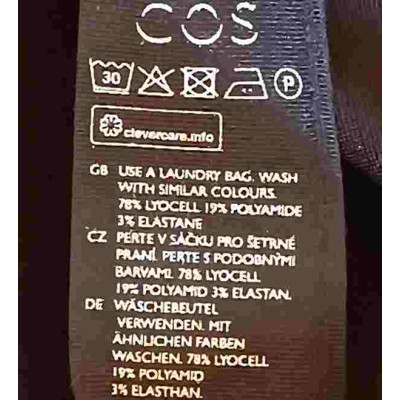 COS
30 P
clevercare.info
GB USE A LAUNDRY BAG. WASH
WITH SIMILAR COLOURS.
78% LYOCELL 19% POLYAMIDE
3% ELASTANE
CZ PERTE V SÁČKU PRO ŠETRNÉ
PRANÍ. PERTE S PODOBNÝMI
BARVAMI. 78% LYOCELL
19% POLYAMID 3% ELASTAN.
DE WÄSCHEBEUTEL
VERWENDEN. MIT
ÄHNLICHEN FARBEN
WASCHEN. 78% LYOCELL
19% POLYAMID
3% ELASTHAN.